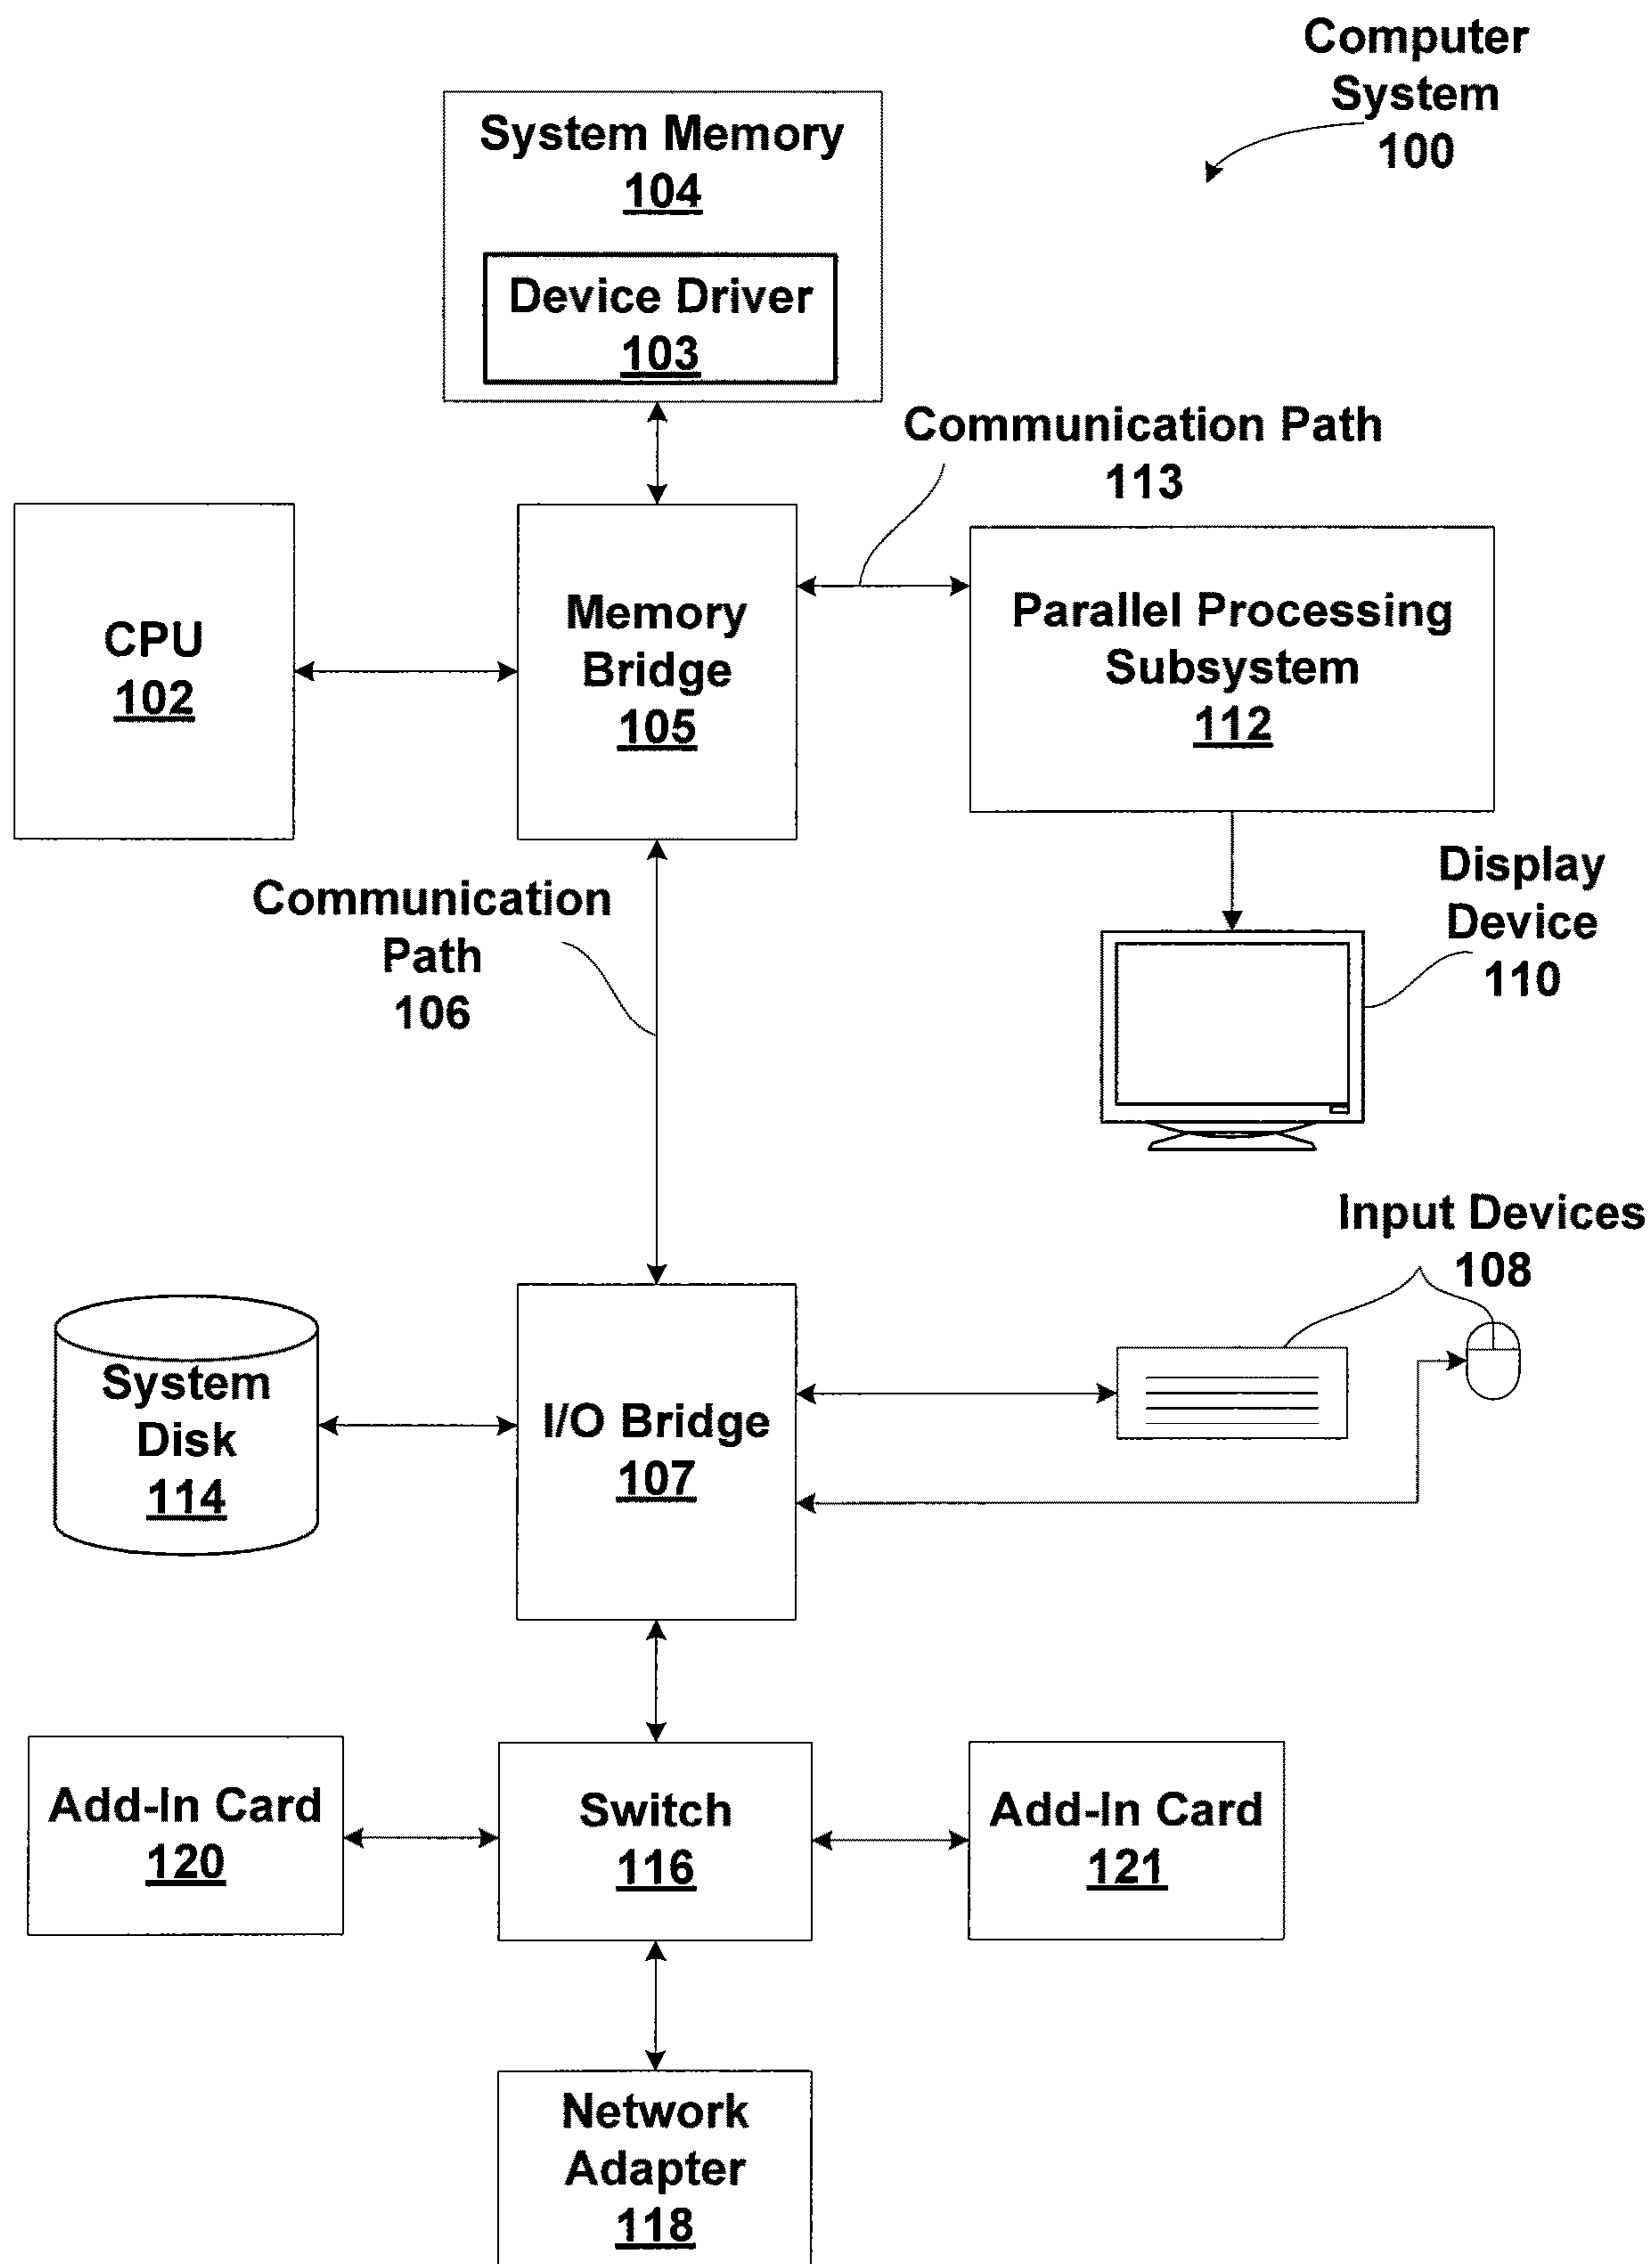 Computer
System
100
System Memory
104
Device Driver
103
Communication Path
113
CPU
102
Memory
Bridge
105
Parallel Processing
Subsystem
112
Communication
Path
106
Display
Device
110
Input Devices
108
System
Disk
114
I/O Bridge
107
Add-In Card
120
Switch
116
Add-In Card
121
Network
Adapter
118